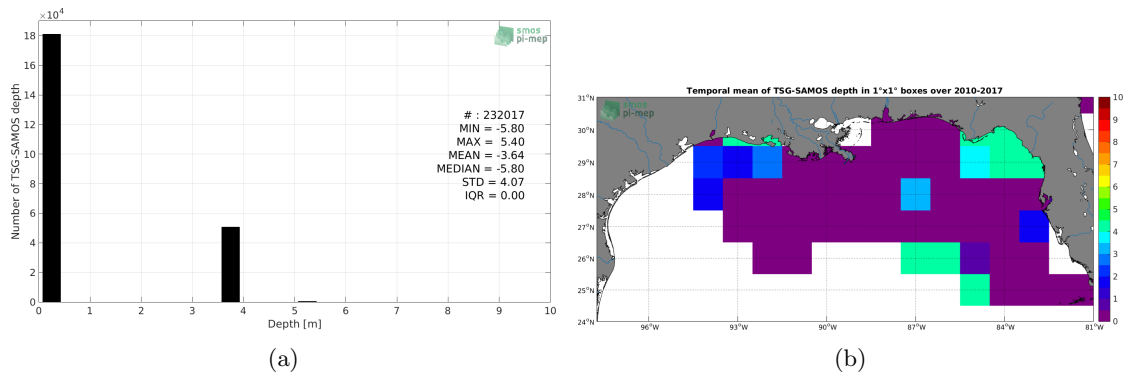 ×10⁴
18
16
14
12
10
8
6
4
2
0
Number of TSG-SAMOS depth
smos
pi-mep
# : 232017
MIN = -5.80
MAX = 5.40
MEAN = -3.64
MEDIAN = -5.80
STD = 4.07
IQR = 0.00
0 1 2 3 4 5 6 7 8 9 10
Depth [m]
(a)
Temporal mean of TSG-SAMOS depth in 1°x1° boxes over 2010-2017
smos
pi-mep
31°N
30°N
29°N
28°N
27°N
26°N
25°N
24°N
96°W 93°W 90°W 87°W 84°W 81°W
10
9
8
7
6
5
4
3
2
1
0
(b)